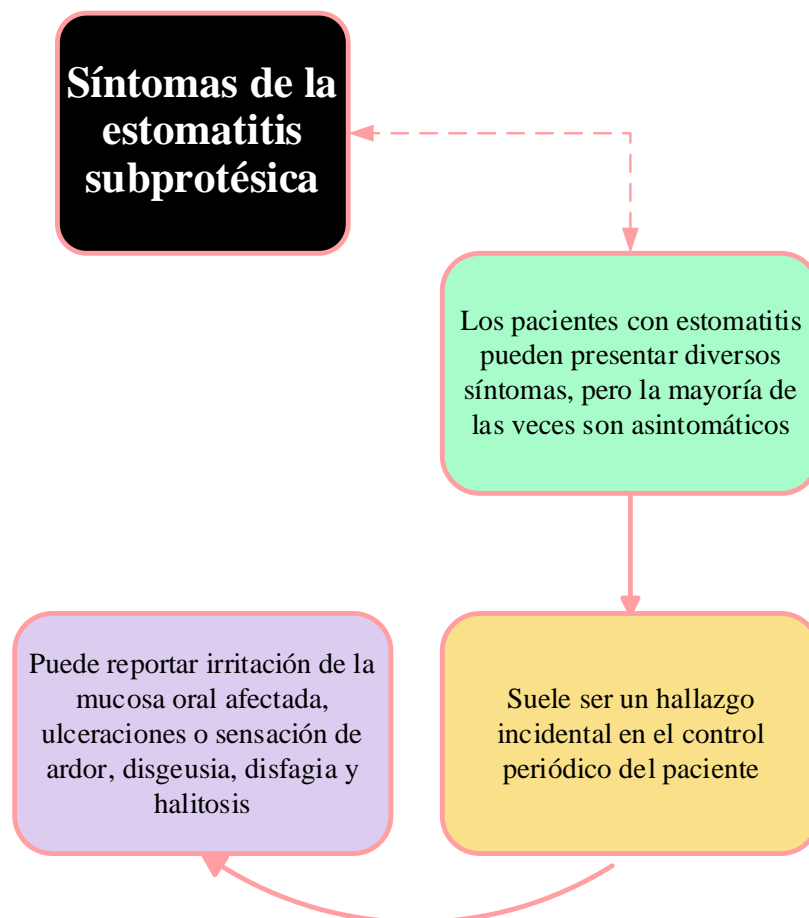 Síntomas de la
estomatitis
subprotésica
Los pacientes con estomatitis
pueden presentar diversos
síntomas, pero la mayoría de
las veces son asintomáticos
Suele ser un hallazgo
incidental en el control
periódico del paciente
Puede reportar irritación de la
mucosa oral afectada,
ulceraciones o sensación de
ardor, disgeusia, disfagia y
halitosis